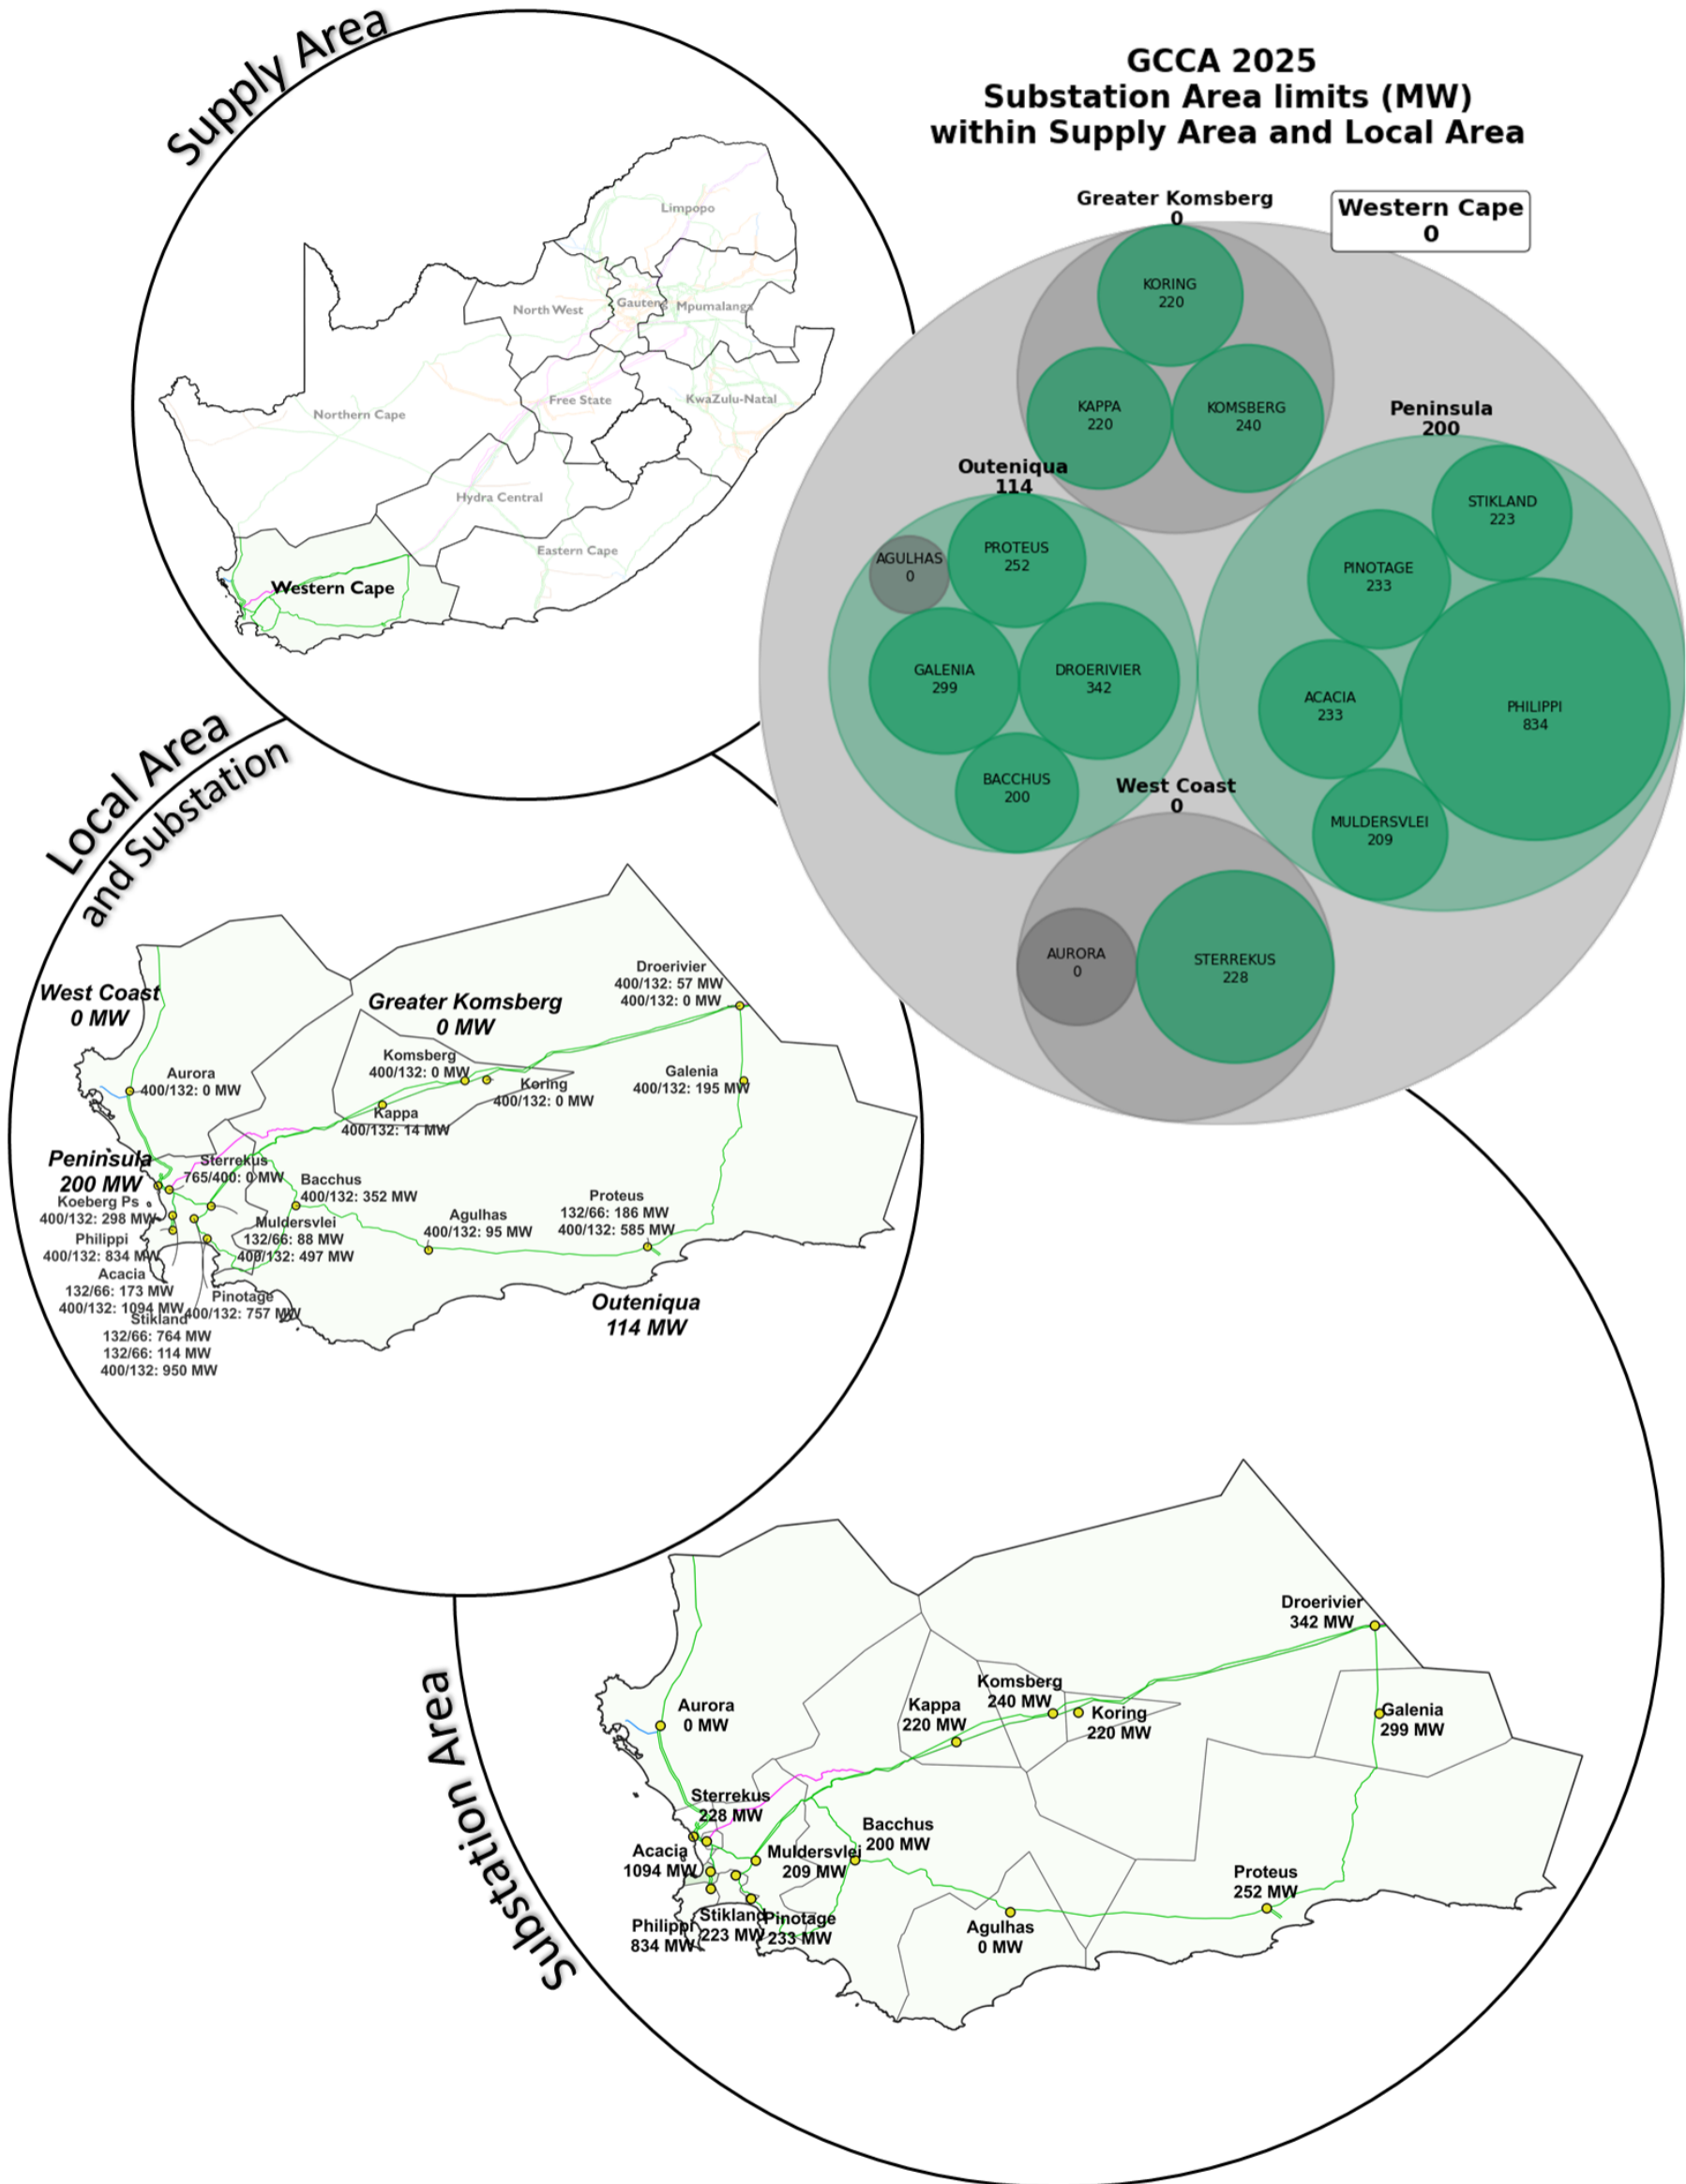 Supply Area
GCCA 2025
Substation Area limits (MW)
within Supply Area and Local Area
Limpopo
North West
Gauteng
Mpumalanga
Northern Cape
Free State
KwaZulu-Natal
Hydra Central
Eastern Cape
Western Cape
Greater Komsberg
0
Western Cape
0
KORING
220
KAPPA
220
KOMSBERG
240
Peninsula
200
STIKLAND
223
PINOTAGE
233
ACACIA
233
PHILIPPI
834
MULDERSVLEI
209
Outeniqua
114
AGULHAS
0
PROTEUS
252
GALENIA
299
DROERIVIER
342
BACCHUS
200
West Coast
0
AURORA
0
STERREKUS
228
Local Area
and Substation
West Coast
0 MW
Greater Komsberg
0 MW
Droerivier
400/132: 57 MW
400/132: 0 MW
Aurora
400/132: 0 MW
Komsberg
400/132: 0 MW
Koring
400/132: 0 MW
Kappa
400/132: 14 MW
Galenia
400/132: 195 MW
Peninsula
200 MW
Sterrekus
765/400: 0 MW
Koeberg Ps
400/132: 298 MW
Bacchus
400/132: 352 MW
Muldersvlei
132/66: 88 MW
400/132: 497 MW
Agulhas
400/132: 95 MW
Proteus
132/66: 186 MW
400/132: 585 MW
Philippi
400/132: 834 MW
Acacia
132/66: 173 MW
400/132: 1094 MW
Pinotage
400/132: 757 MW
Stikland
132/66: 764 MW
132/66: 114 MW
400/132: 950 MW
Outeniqua
114 MW
Substation Area
Droerivier
342 MW
Aurora
0 MW
Kappa
220 MW
Komsberg
240 MW
Koring
220 MW
Galenia
299 MW
Sterrekus
228 MW
Acacia
1094 MW
Muldersvlei
209 MW
Bacchus
200 MW
Philippi
834 MW
Stikland
223 MW
Pinotage
233 MW
Agulhas
0 MW
Proteus
252 MW